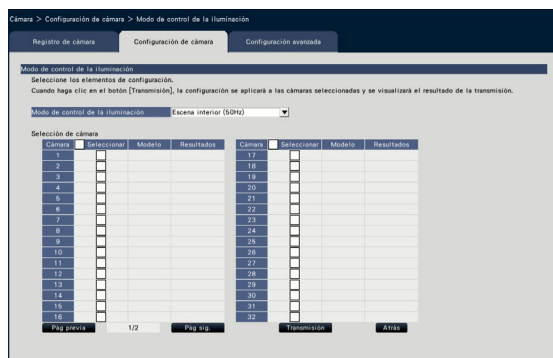 Cámara > Configuración de cámara > Modo de control de la iluminación
Registro de cámara Configuración de cámara Configuración avanzada
Modo de control de la iluminación
Seleccione los elementos de configuración.
Cuando haga clic en el botón [Transmisión], la configuración se aplicará a las cámaras seleccionadas y se visualizará el resultado de la transmisión.
Modo de control de la iluminación Escena interior (50Hz)
Selección de cámara
Cámara Seleccionar Modelo Resultados Cámara Seleccionar Modelo Resultados
1 17
2 18
3 19
4 20
5 21
6 22
7 23
8 24
9 25
10 26
11 27
12 28
13 29
14 30
15 31
16 32
Pág previa 1/2 Pág sig. Transmisión Atrás